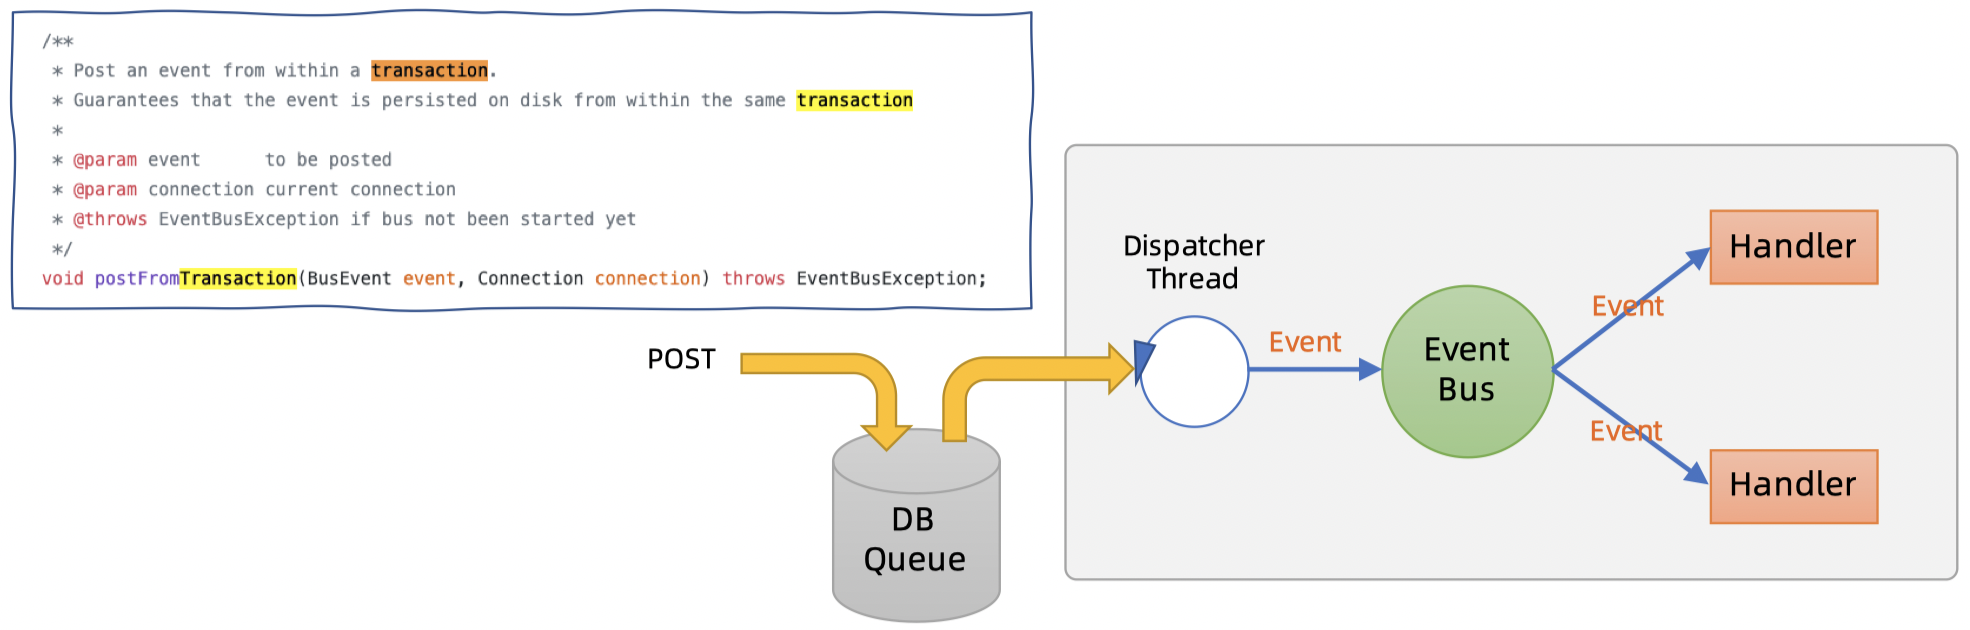 /**
 * Post an event from within a transaction.
 * Guarantees that the event is persisted on disk from within the same transaction
 *
 * @param event      to be posted
 * @param connection current connection
 * @throws EventBusException if bus not been started yet
 */
void postFromTransaction(BusEvent event, Connection connection) throws EventBusException;
POST
DB
Queue
Dispatcher
Thread
Event
Event
Bus
Event
Handler
Event
Handler